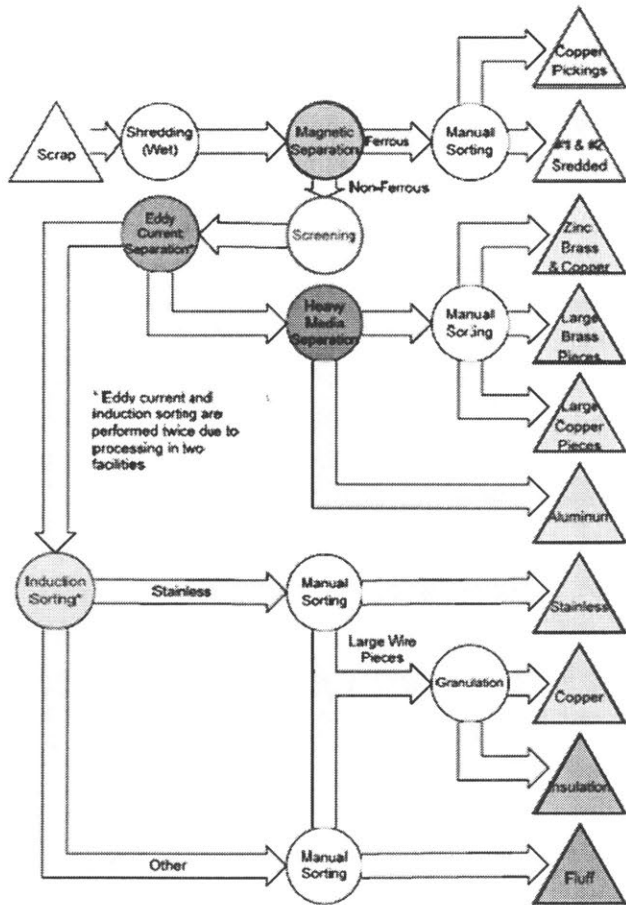 Copper
Pickings
Scrap
Shredding
(Wet)
Magnetic
Separation
Ferrous
Manual
Sorting
#1 & #2
Sredded
Non-Ferrous
Eddy
Current
Separation*
Screening
Zinc
Brass
& Copper
Heavy
Media
Separation
Manual
Sorting
Large
Brass
Pieces
* Eddy current and
induction sorting are
performed twice due to
processing in two
facilities
Large
Copper
Pieces
Aluminum
Induction
Sorting*
Stainless
Manual
Sorting
Stainless
Large Wire
Pieces
Granulation
Copper
Insulation
Other
Manual
Sorting
Fluff